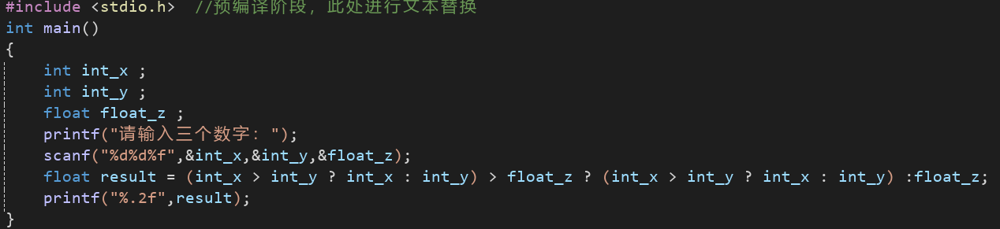 #include <stdio.h>  //预编译阶段，此处进行文本替换
int main()
{
    int int_x ;
    int int_y ;
    float float_z ;
    printf("请输入三个数字：");
    scanf("%d%d%f",&int_x,&int_y,&float_z);
    float result = (int_x > int_y ? int_x : int_y) > float_z ? (int_x > int_y ? int_x : int_y) :float_z;
    printf("%.2f",result);
}